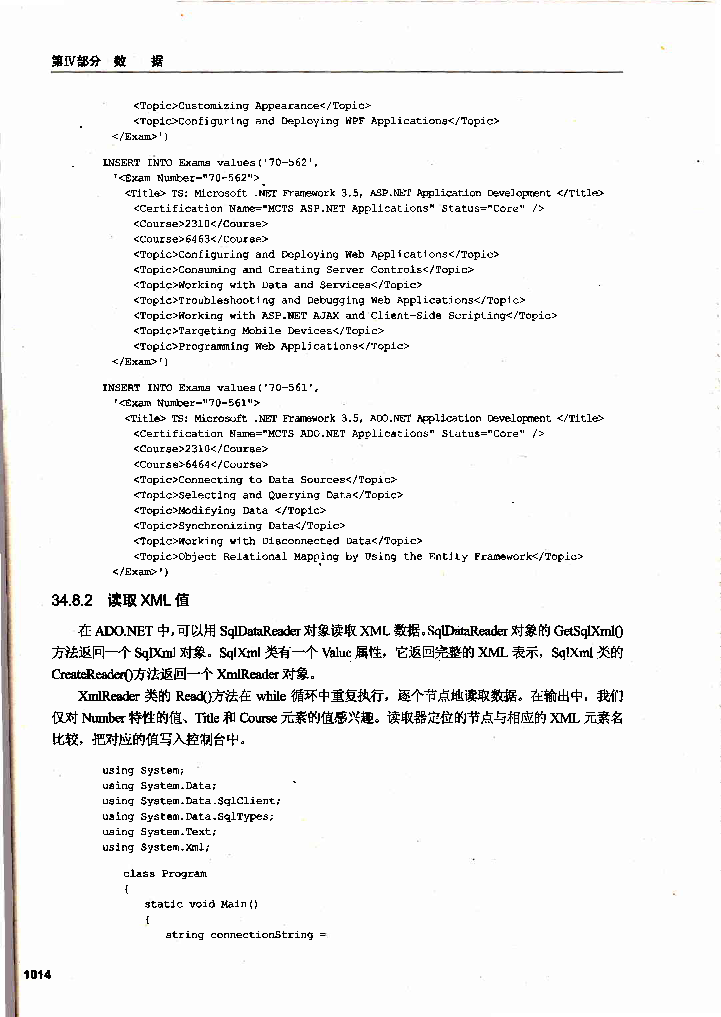 第Ⅳ部分 数 据
<Topic>Customizing Appearance</Topic>
<Topic>Configuring and Deploying WPF Applications</Topic>
</Exam>')
INSERT INTO Exams values('70-562',
'<Exam Number="70-562">
<Title> TS: Microsoft .NET Framework 3.5, ASP.NET Application Development </Title>
<Certification Name="MCTS ASP.NET Applications" Status="Core" />
<Course>2310</Course>
<Course>6463</Course>
<Topic>Configuring and Deploying Web Applications</Topic>
<Topic>Consuming and Creating Server Controls</Topic>
<Topic>Working with Data and Services</Topic>
<Topic>Troubleshooting and Debugging Web Applications</Topic>
<Topic>Working with ASP.NET AJAX and Client-Side Scripting</Topic>
<Topic>Targeting Mobile Devices</Topic>
<Topic>Programming Web Applications</Topic>
</Exam>')
INSERT INTO Exams values('70-561',
'<Exam Number="70-561">
<Title> TS: Microsoft .NET Framework 3.5, ADO.NET Application Development </Title>
<Certification Name="MCTS ADO.NET Applications" Status="Core" />
<Course>2310</Course>
<Course>6464</Course>
<Topic>Connecting to Data Sources</Topic>
<Topic>Selecting and Querying Data</Topic>
<Topic>Modifying Data </Topic>
<Topic>Synchronizing Data</Topic>
<Topic>Working with Disconnected Data</Topic>
<Topic>Object Relational Mapping by Using the Entity Framework</Topic>
</Exam>')
34.8.2 读取 XML 值
在 ADO.NET 中，可以用 SqlDataReader 对象读取 XML 数据。SqlDataReader 对象的 GetSqlXml()
方法返回一个 SqlXml 对象。SqlXml 类有一个 Value 属性，它返回完整的 XML 表示，SqlXml 类的
CreateReader()方法返回一个 XmlReader 对象。
XmlReader 类的 Read()方法在 while 循环中重复执行，逐个节点地读取数据。在输出中，我们
仅对 Number 特性的值、Title 和 Course 元素的值感兴趣。读取器定位的节点与相应的 XML 元素名
比较，把对应的值写入控制台中。
using System;
using System.Data;
using System.Data.SqlClient;
using System.Data.SqlTypes;
using System.Text;
using System.Xml;
class Program
{
static void Main()
{
string connectionString =
1014